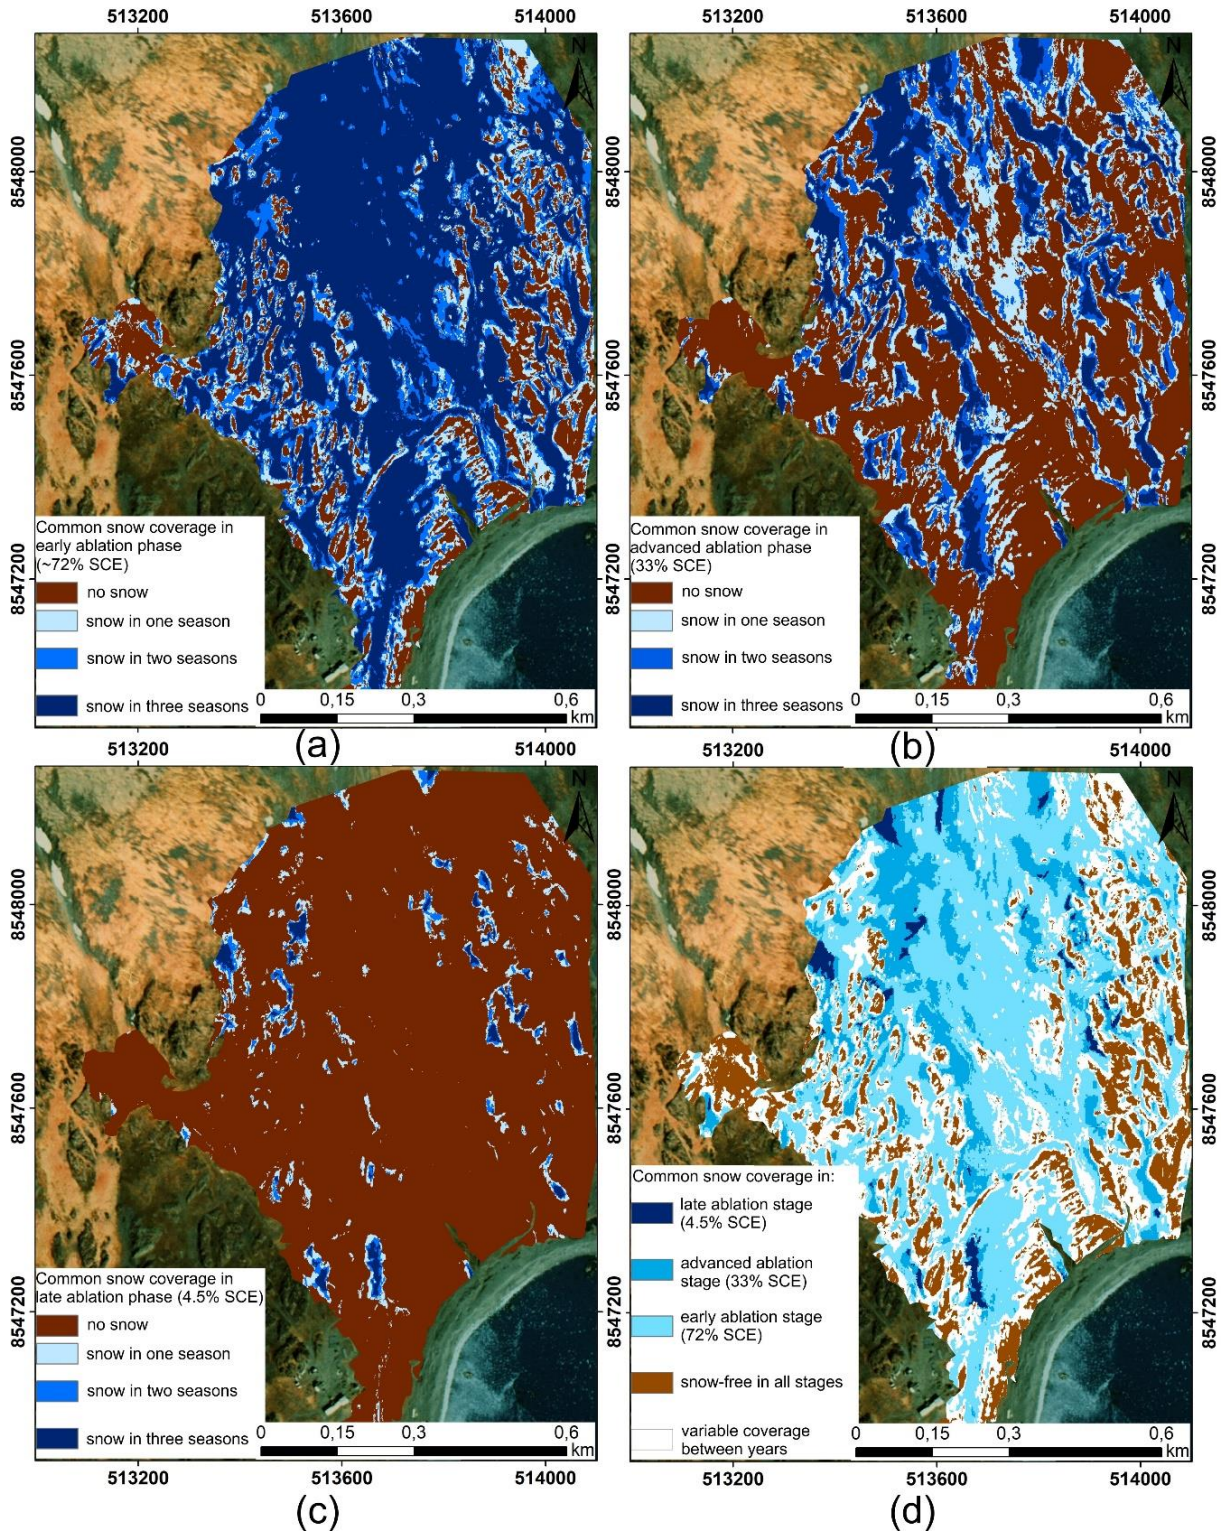 513200 513600 514000 513200 513600 514000
N N
8548000 8548000
8547600 8547600
8547200 8547200
Common snow coverage in
early ablation phase
(~72% SCE)
no snow
snow in one season
snow in two seasons
snow in three seasons
0 0,15 0,3 0,6
km
Common snow coverage in
advanced ablation phase
(33% SCE)
no snow
snow in one season
snow in two seasons
snow in three seasons
0 0,15 0,3 0,6
km
(a) (b)
513200 513600 514000 513200 513600 514000
N N
8548000 8548000 8548000
8547600 8547600 8547600
8547200 8547200 8547200
Common snow coverage in
late ablation phase (4.5% SCE)
no snow
snow in one season
snow in two seasons
snow in three seasons
0 0,15 0,3 0,6
km
Common snow coverage in:
late ablation stage
(4.5% SCE)
advanced ablation
stage (33% SCE)
early ablation stage
(72% SCE)
snow-free in all stages
variable coverage
between years
0 0,15 0,3 0,6
km
513200 513600 514000 513200 513600 514000
(c) (d)